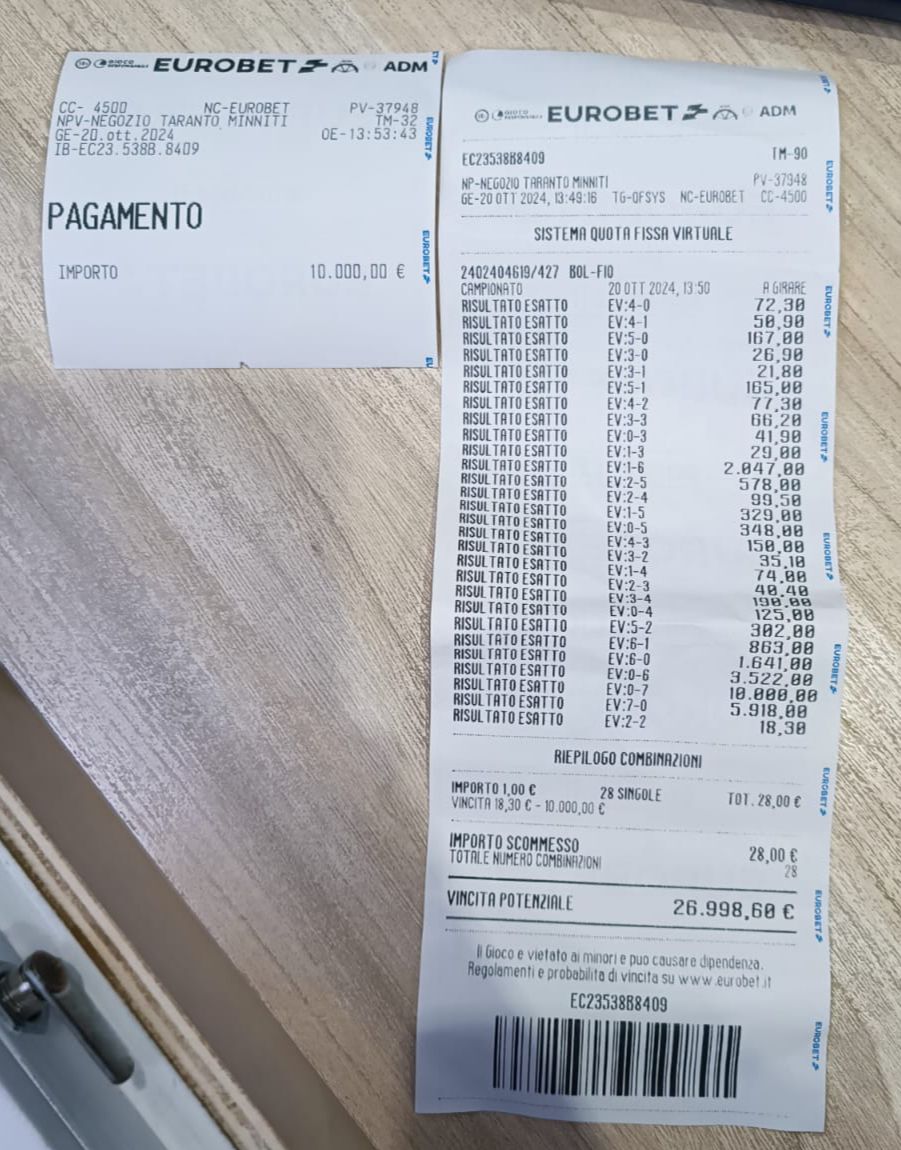 EUROBET ADM
CC- 4500 NC-EUROBET PV-37948
NPV-NEGOZIO TARANTO MINNITI TM-32
GE-20.ott.2024 OE-13:53:43
IB-EC23.538B.8409
PAGAMENTO
IMPORTO 10.000,00 €
GIOCO RESPONSABILE EUROBET ADM
EC23538B8409 TM-90
NP-NEGOZIO TARANTO MINNITI PV-37948
GE-20 OTT 2024, 13:49:16 TG-OFSYS NC-EUROBET CC-4500
SISTEMA QUOTA FISSA VIRTUALE
2402404619/427 BOL-FIO
CAMPIONATO 20 OTT 2024, 13:50 A GIRARE
RISULTATO ESATTO EV:4-0 72,30
RISULTATO ESATTO EV:4-1 50,90
RISULTATO ESATTO EV:5-0 167,00
RISULTATO ESATTO EV:3-0 26,90
RISULTATO ESATTO EV:3-1 21,80
RISULTATO ESATTO EV:5-1 165,00
RISULTATO ESATTO EV:4-2 77,30
RISULTATO ESATTO EV:3-3 66,20
RISULTATO ESATTO EV:0-3 41,90
RISULTATO ESATTO EV:1-3 29,00
RISULTATO ESATTO EV:1-6 2.047,00
RISULTATO ESATTO EV:2-5 578,00
RISULTATO ESATTO EV:2-4 99,50
RISULTATO ESATTO EV:1-5 329,00
RISULTATO ESATTO EV:0-5 348,00
RISULTATO ESATTO EV:4-3 150,00
RISULTATO ESATTO EV:3-2 35,10
RISULTATO ESATTO EV:1-4 74,00
RISULTATO ESATTO EV:2-3 40,40
RISULTATO ESATTO EV:3-4 190,00
RISULTATO ESATTO EV:0-4 125,00
RISULTATO ESATTO EV:5-2 302,00
RISULTATO ESATTO EV:6-1 863,00
RISULTATO ESATTO EV:6-0 1.641,00
RISULTATO ESATTO EV:0-6 3.522,00
RISULTATO ESATTO EV:0-7 10.000,00
RISULTATO ESATTO EV:7-0 5.918,00
RISULTATO ESATTO EV:2-2 18,30
RIEPILOGO COMBINAZIONI
IMPORTO 1,00 € 28 SINGOLE TOT. 28,00 €
VINCITA 18,30 € - 10.000,00 €
IMPORTO SCOMMESSO 28,00 €
TOTALE NUMERO COMBINAZIONI 28
VINCITA POTENZIALE 26.998,60 €
Il Gioco e vietato ai minori e puo causare dipendenza.
Regolamenti e probabilita di vincita su www.eurobet.it
EC23538B8409